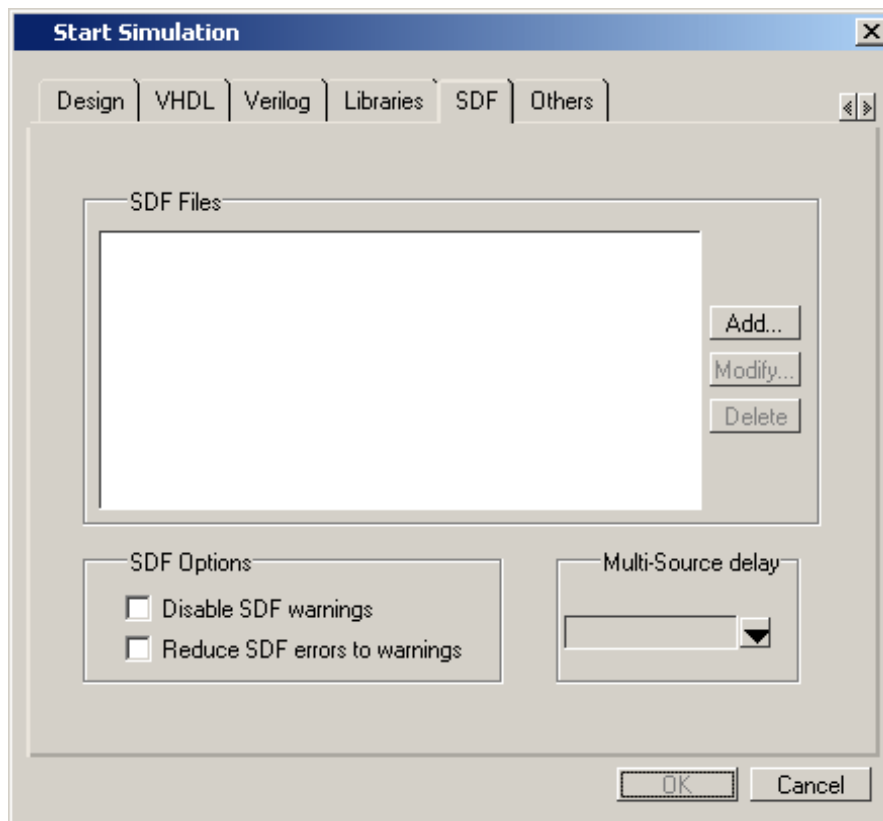 Start Simulation
Design VHDL Verilog Libraries SDF Others
SDF Files
Add...
Modify...
Delete
SDF Options
Disable SDF warnings
Reduce SDF errors to warnings
Multi-Source delay
OK Cancel